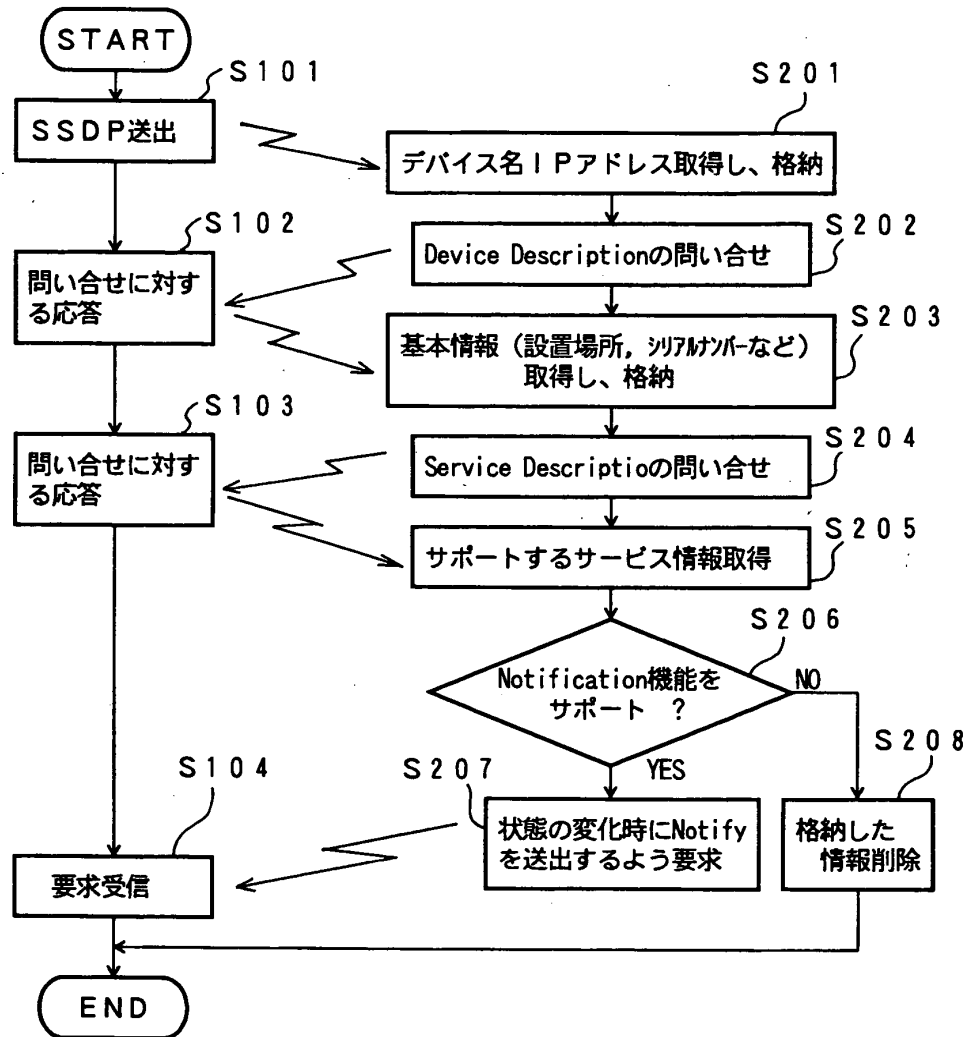 START
S101
SSDP送出
S201
デバイス名IPアドレス取得し、格納
S102
問い合せに対す
る応答
S202
Device Descriptionの問い合せ
S203
基本情報（設置場所，シリアルナンバーなど）
取得し、格納
S103
問い合せに対す
る応答
S204
Service Descriptioの問い合せ
S205
サポートするサービス情報取得
S206
Notification機能を
サポート ？
NO
YES
S104
要求受信
S207
状態の変化時にNotify
を送出するよう要求
S208
格納した
情報削除
END